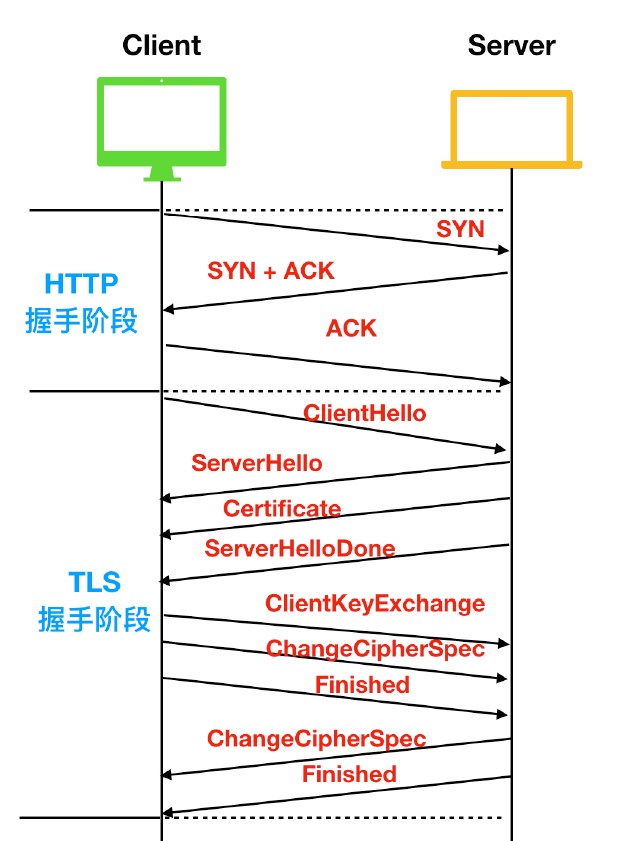 Client
Server
SYN
SYN + ACK
HTTP
握手阶段
ACK
ClientHello
ServerHello
Certificate
ServerHelloDone
TLS
握手阶段
ClientKeyExchange
ChangeCipherSpec
Finished
ChangeCipherSpec
Finished